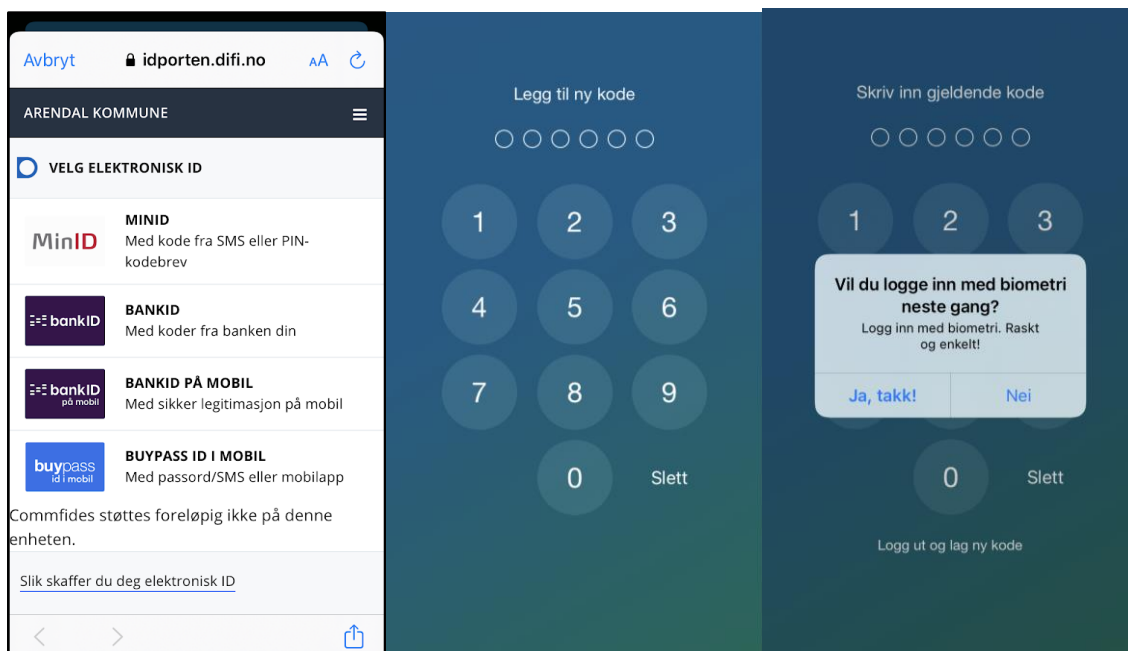 Avbryt idporten.difi.no AA
ARENDAL KOMMUNE
VELG ELEKTRONISK ID
MinID
MINID
Med kode fra SMS eller PIN-
kodebrev
bankID
BANKID
Med koder fra banken din
bankID
på mobil
BANKID PÅ MOBIL
Med sikker legitimasjon på mobil
buypass
id i mobil
BUYPASS ID I MOBIL
Med passord/SMS eller mobilapp
Commfides støttes foreløpig ikke på denne
enheten.
Slik skaffer du deg elektronisk ID
Legg til ny kode
1 2 3
4 5 6
7 8 9
0 Slett
Skriv inn gjeldende kode
1 2 3
Vil du logge inn med biometri
neste gang?
Logg inn med biometri. Raskt
og enkelt!
Ja, takk! Nei
0 Slett
Logg ut og lag ny kode